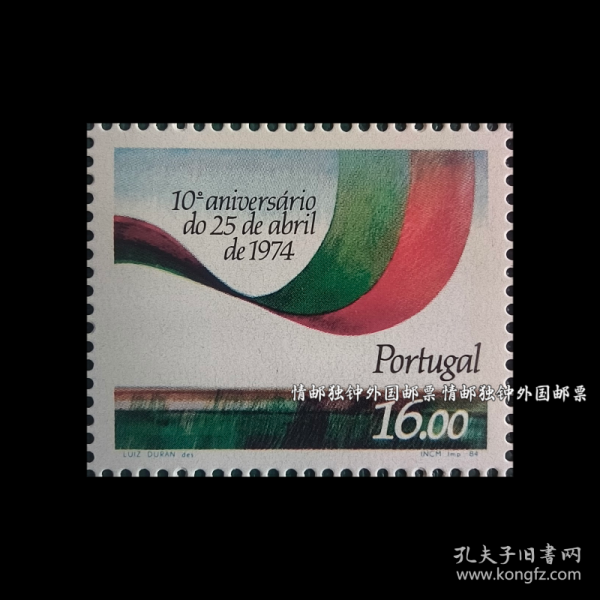 10º aniversário
do 25 de abril
de 1974
Portugal
情邮独钟外国邮票 情邮独钟外国邮票
16.00
LUIZ DURAN des
INCM Imp 84
孔夫子旧书网
www.kongfz.com